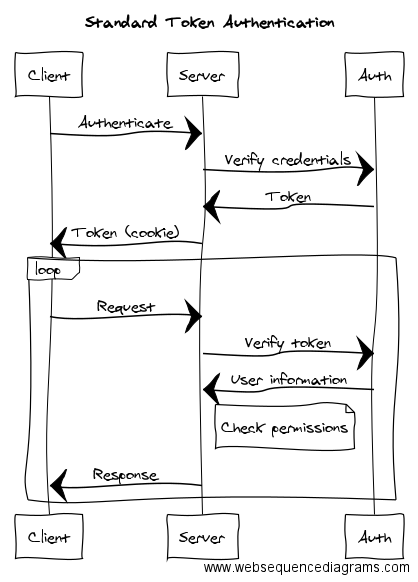 Standard Token Authentication
Client Server Auth
Authenticate
Verify credentials
Token
Token (cookie)
loop
Request
Verify token
User information
Check permissions
Response
Client Server Auth
www.websequencediagrams.com